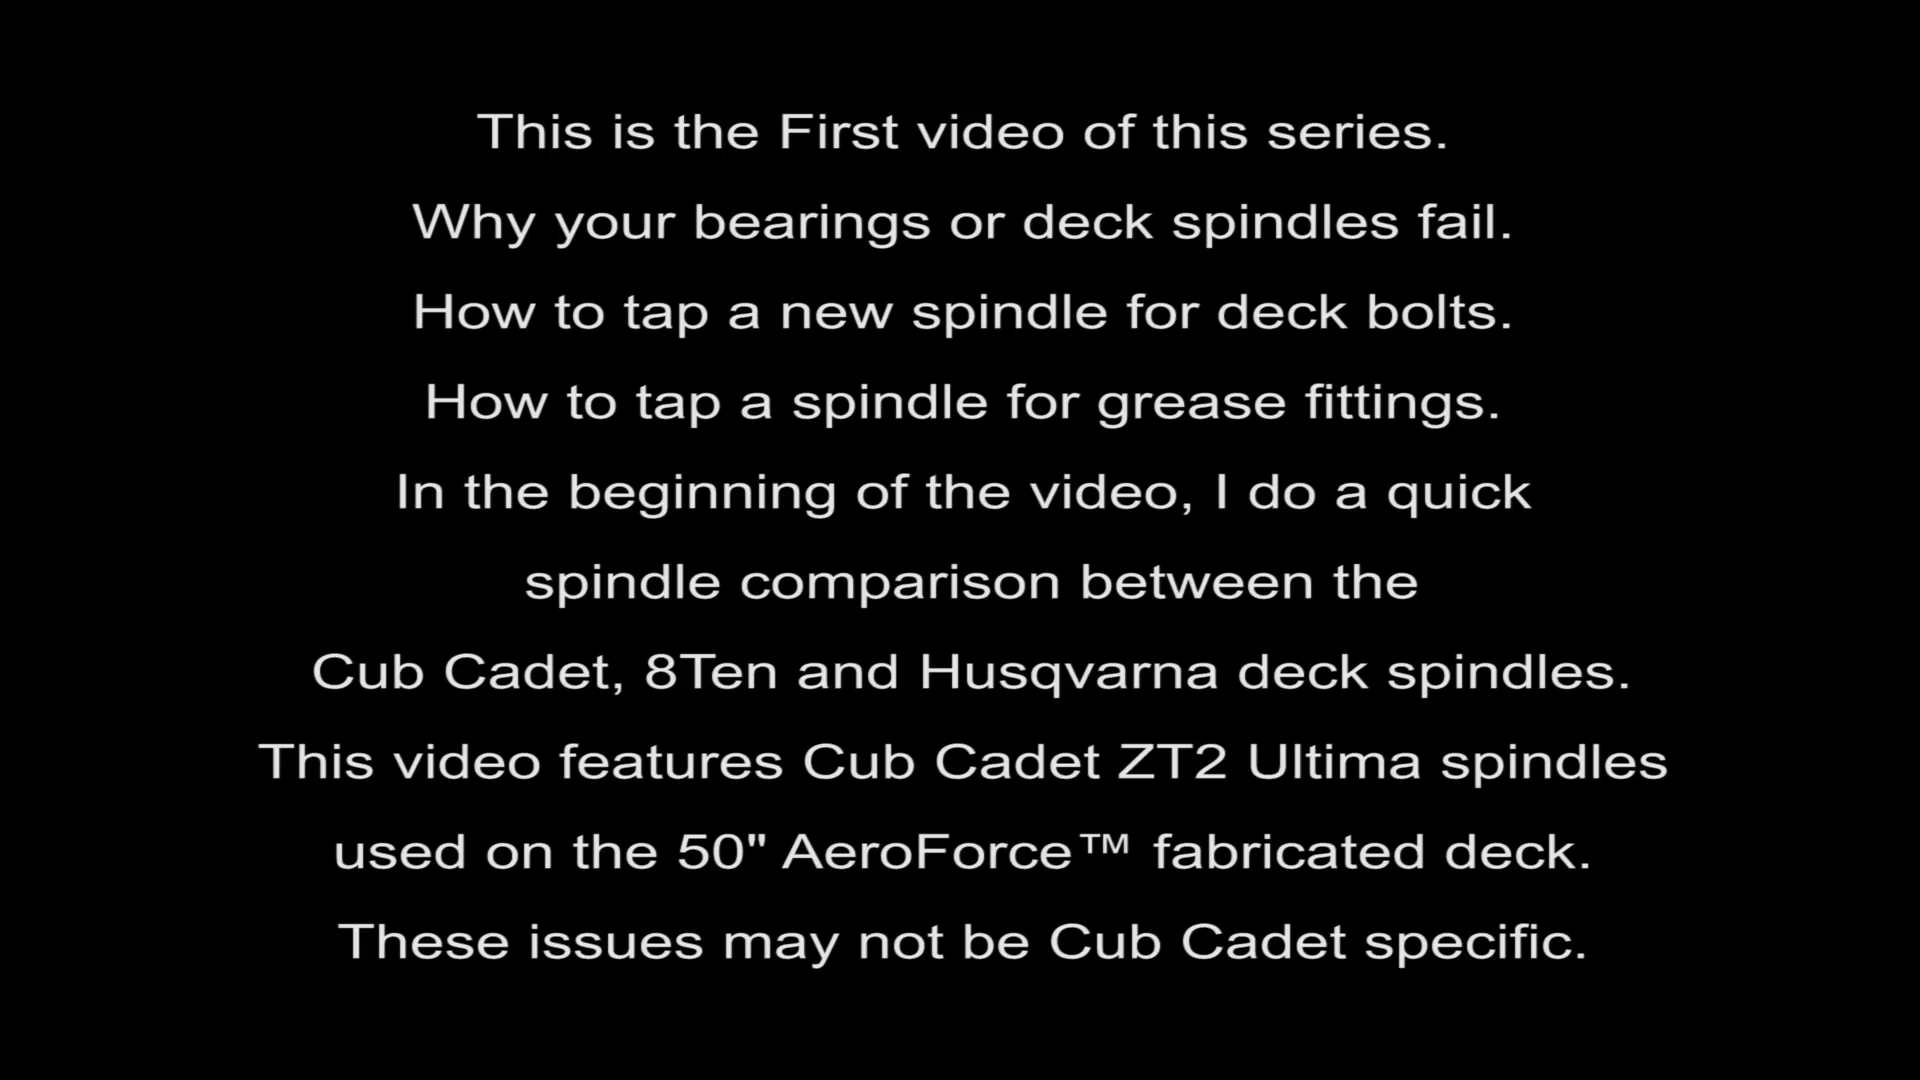 This is the First video of this series.
Why your bearings or deck spindles fail.
How to tap a new spindle for deck bolts.
How to tap a spindle for grease fittings.
In the beginning of the video, I do a quick
spindle comparison between the
Cub Cadet, 8Ten and Husqvarna deck spindles.
This video features Cub Cadet ZT2 Ultima spindles
used on the 50" AeroForce™ fabricated deck.
These issues may not be Cub Cadet specific.